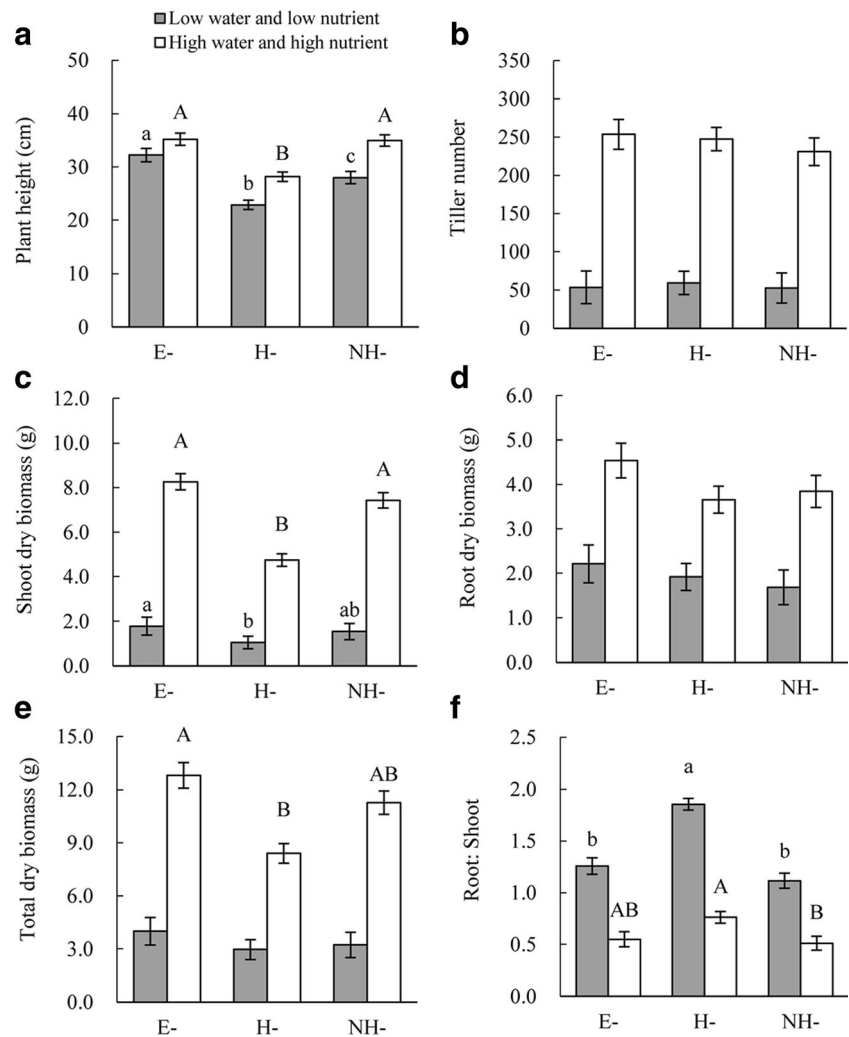 Low water and low nutrient
High water and high nutrient
a
Plant height (cm)
50
40
30
20
10
0
a
A
b
B
c
A
E-
H-
NH-
b
Tiller number
350
300
250
200
150
100
50
0
E-
H-
NH-
c
Shoot dry biomass (g)
12.0
10.0
8.0
6.0
4.0
2.0
0.0
a
A
b
B
ab
A
E-
H-
NH-
d
Root dry biomass (g)
6.0
5.0
4.0
3.0
2.0
1.0
0.0
E-
H-
NH-
e
Total dry biomass (g)
15.0
12.0
9.0
6.0
3.0
0.0
A
B
AB
E-
H-
NH-
f
Root: Shoot
2.5
2.0
1.5
1.0
0.5
0.0
b
AB
a
A
b
B
E-
H-
NH-